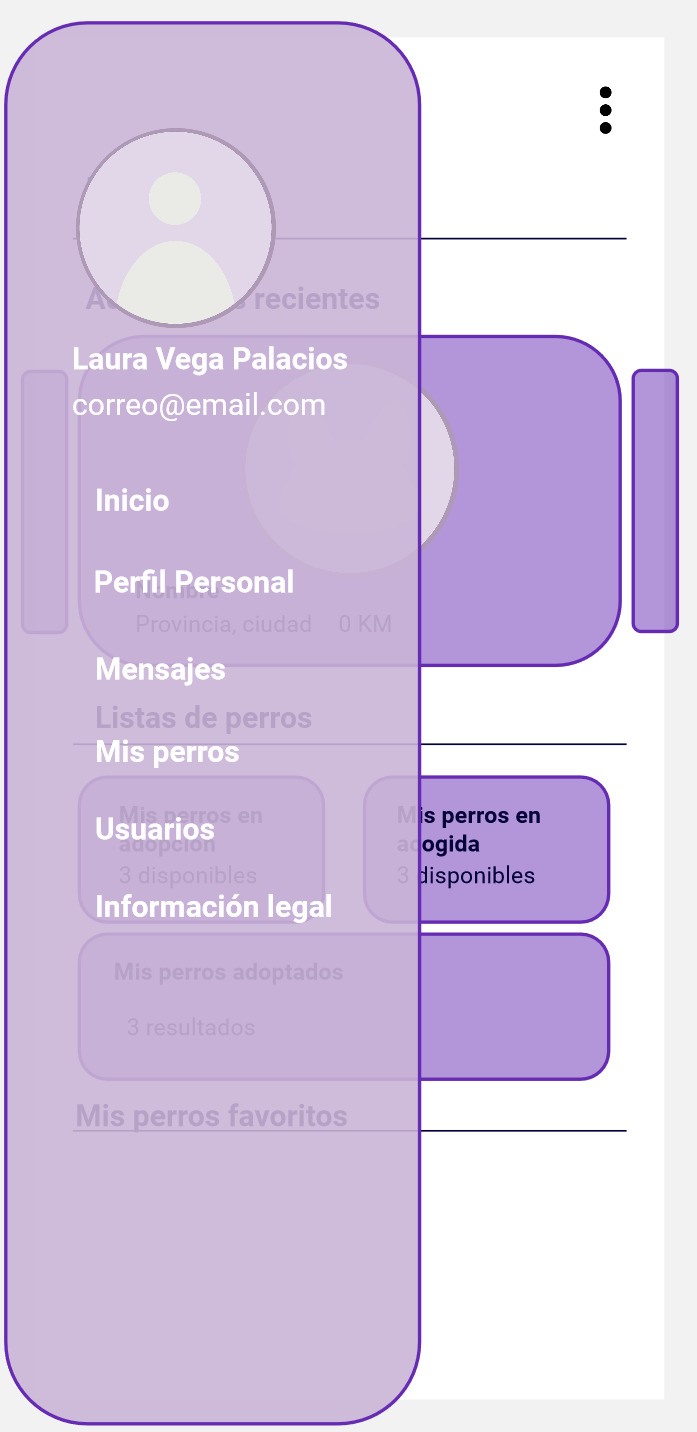 recientes
Laura Vega Palacios
correo@email.com
Inicio
Perfil Personal
Nombre
Provincia, ciudad 0 KM
Mensajes
Listas de perros
Mis perros
Mis perros en
adopción
3 disponibles
Mis perros en
acogida
3 disponibles
Usuarios
Información legal
Mis perros adoptados
3 resultados
Mis perros favoritos